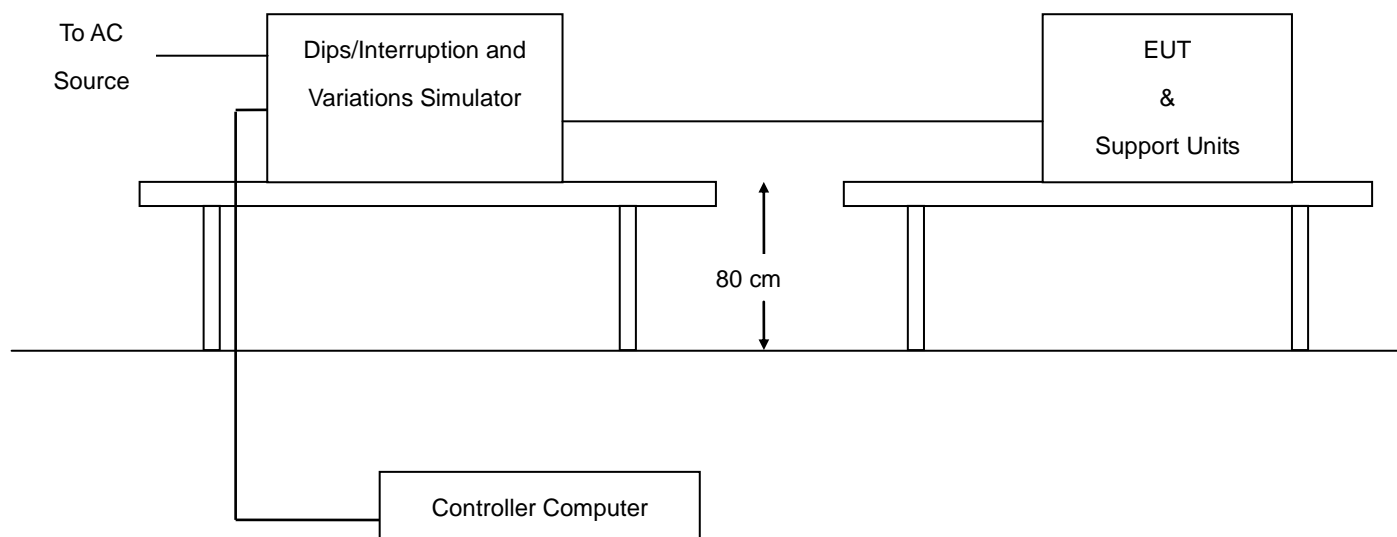 To AC
Source
Dips/Interruption and
Variations Simulator
EUT
&
Support Units
80 cm
Controller Computer